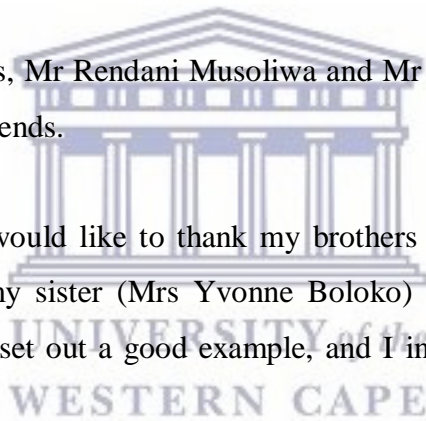 s, Mr Rendani Musoliwa and Mr
ends.
would like to thank my brothers
ny sister (Mrs Yvonne Boloko)
UNIVERSITY of the
set out a good example, and I in
WESTERN CAPE